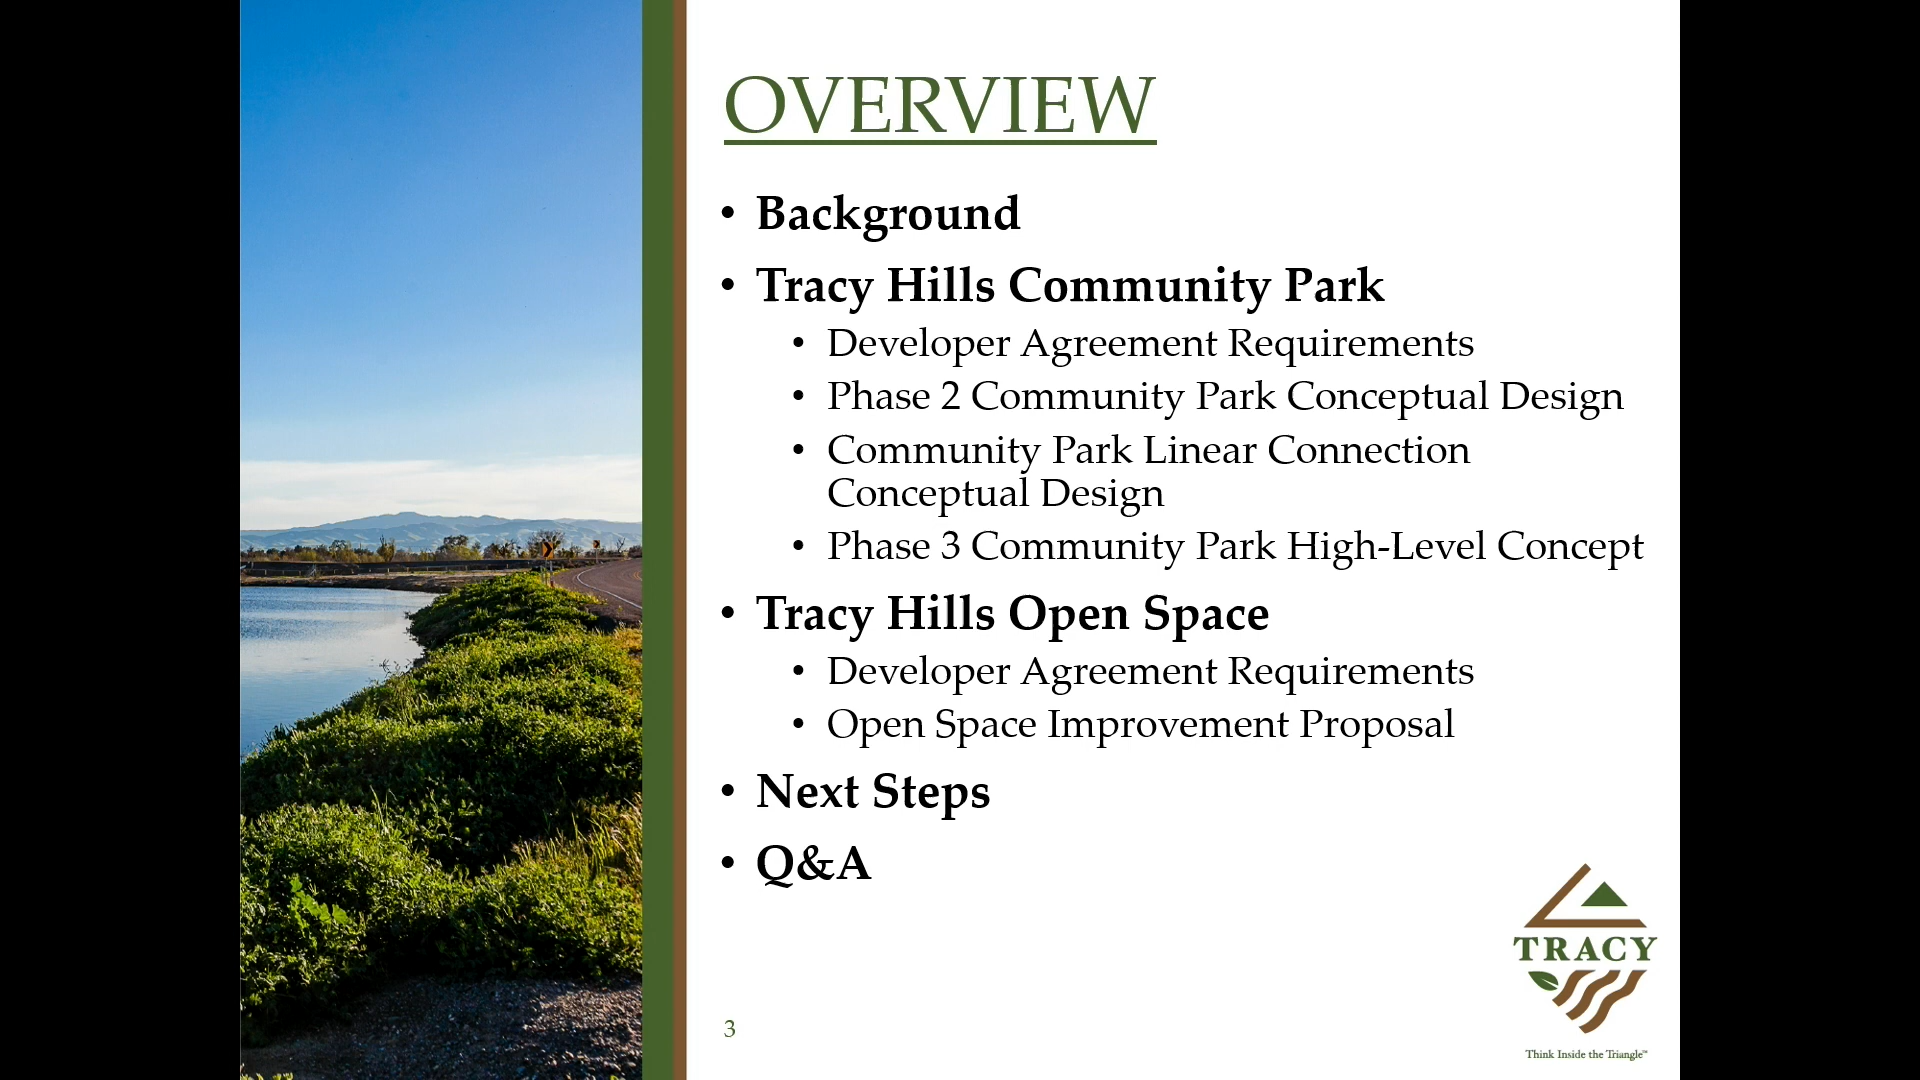 OVERVIEW
• Background
• Tracy Hills Community Park
• Developer Agreement Requirements
• Phase 2 Community Park Conceptual Design
• Community Park Linear Connection
Conceptual Design
• Phase 3 Community Park High-Level Concept
• Tracy Hills Open Space
• Developer Agreement Requirements
• Open Space Improvement Proposal
• Next Steps
• Q&A
TRACY
Think Inside the Triangle™
3